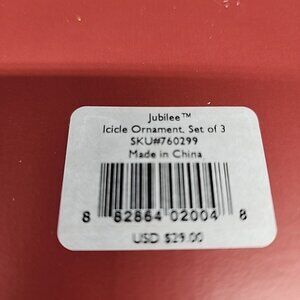 Jubilee™
Icicle Ornament, Set of 3
SKU#760299
Made in China
8 82864 02004 8
USD $29.00